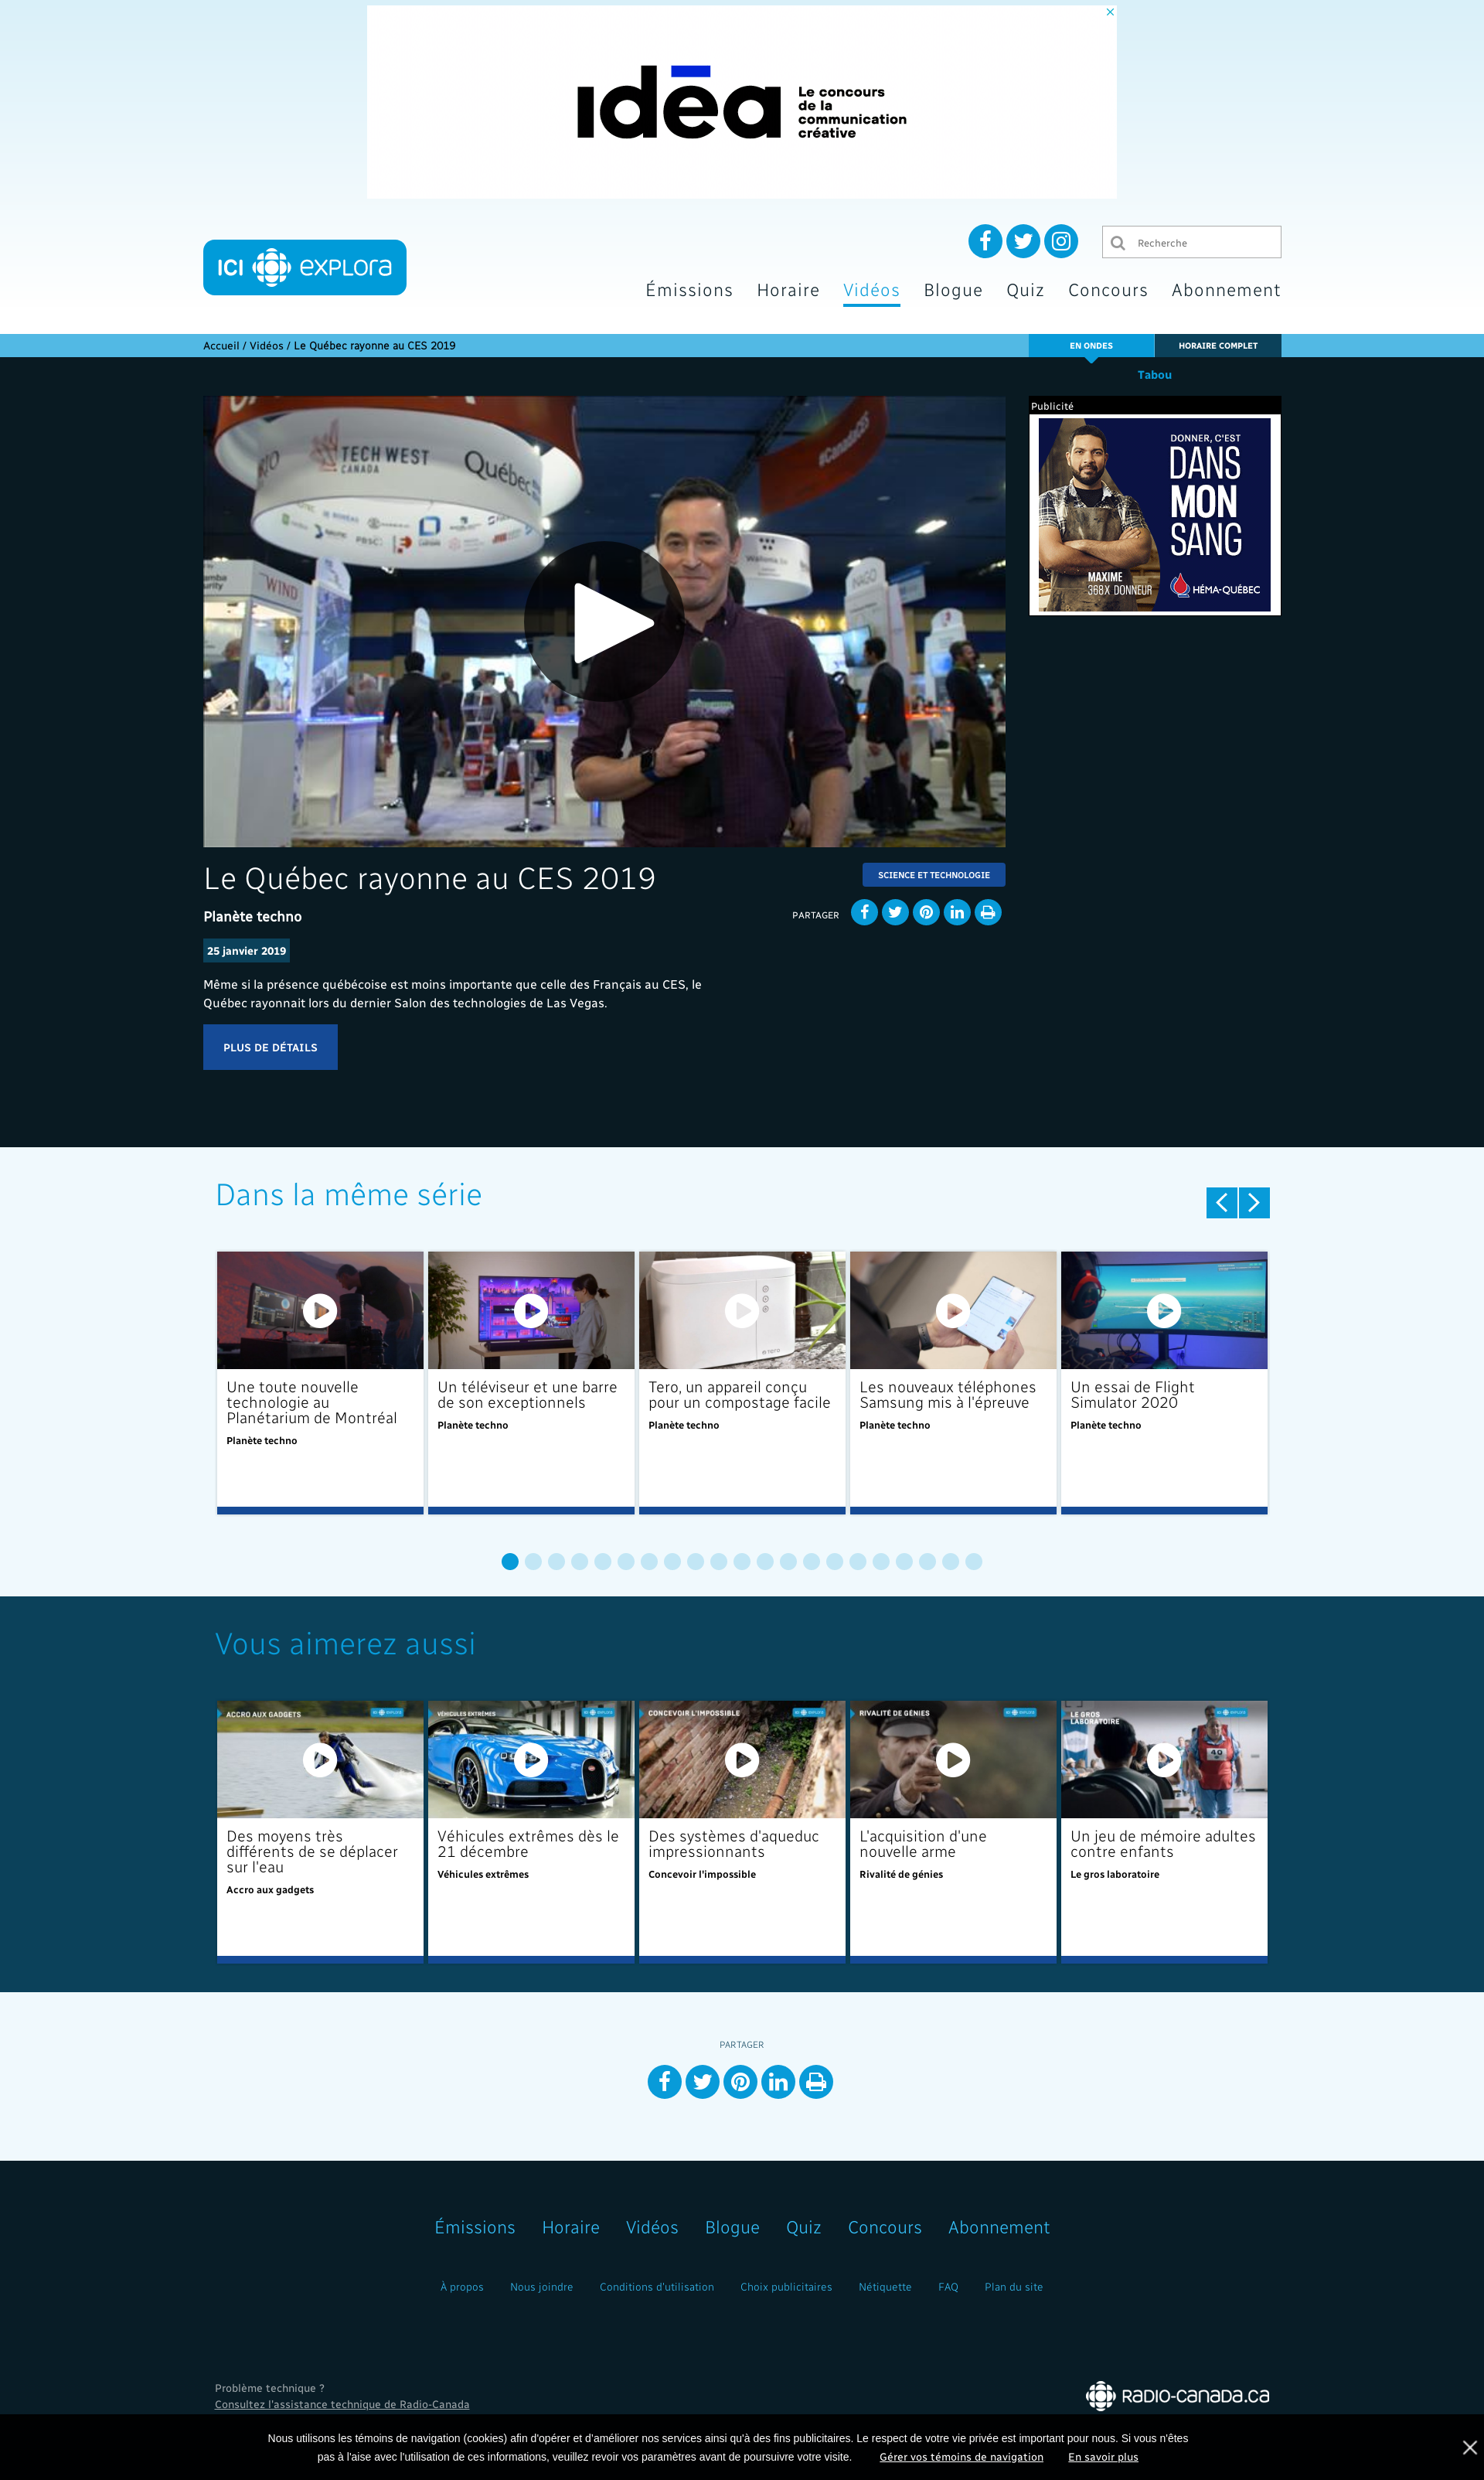 ıdēa
Le concours
de la
communication
créative
ICI explora
Recherche
Émissions Horaire Vidéos Blogue Quiz Concours Abonnement
Accueil / Vidéos / Le Québec rayonne au CES 2019
EN ONDES HORAIRE COMPLET
Tabou
TECH WEST
CANADA
Québec
#CanadaCES
WIND
Publicité
DONNER, C'EST
DANS
MON
SANG
MAXIME
368X DONNEUR
HÉMA-QUÉBEC
Le Québec rayonne au CES 2019
SCIENCE ET TECHNOLOGIE
Planète techno
PARTAGER
25 janvier 2019
Même si la présence québécoise est moins importante que celle des Français au CES, le
Québec rayonnait lors du dernier Salon des technologies de Las Vegas.
PLUS DE DÉTAILS
Dans la même série
Une toute nouvelle
technologie au
Planétarium de Montréal
Planète techno
Un téléviseur et une barre
de son exceptionnels
Planète techno
Tero, un appareil conçu
pour un compostage facile
Planète techno
Les nouveaux téléphones
Samsung mis à l'épreuve
Planète techno
Un essai de Flight
Simulator 2020
Planète techno
Vous aimerez aussi
ACCRO AUX GADGETS
Des moyens très
différents de se déplacer
sur l'eau
Accro aux gadgets
VÉHICULES EXTRÊMES
Véhicules extrêmes dès le
21 décembre
Véhicules extrêmes
CONCEVOIR L'IMPOSSIBLE
Des systèmes d'aqueduc
impressionnants
Concevoir l'impossible
RIVALITÉ DE GÉNIES
L'acquisition d'une
nouvelle arme
Rivalité de génies
LE GROS
LABORATOIRE
Un jeu de mémoire adultes
contre enfants
Le gros laboratoire
PARTAGER
Émissions Horaire Vidéos Blogue Quiz Concours Abonnement
À propos Nous joindre Conditions d'utilisation Choix publicitaires Nétiquette FAQ Plan du site
Problème technique ?
Consultez l'assistance technique de Radio-Canada
RADIO-CANADA.CA
Nous utilisons les témoins de navigation (cookies) afin d'opérer et d'améliorer nos services ainsi qu'à des fins publicitaires. Le respect de votre vie privée est important pour nous. Si vous n'êtes
pas à l'aise avec l'utilisation de ces informations, veuillez revoir vos paramètres avant de poursuivre votre visite. Gérer vos témoins de navigation En savoir plus